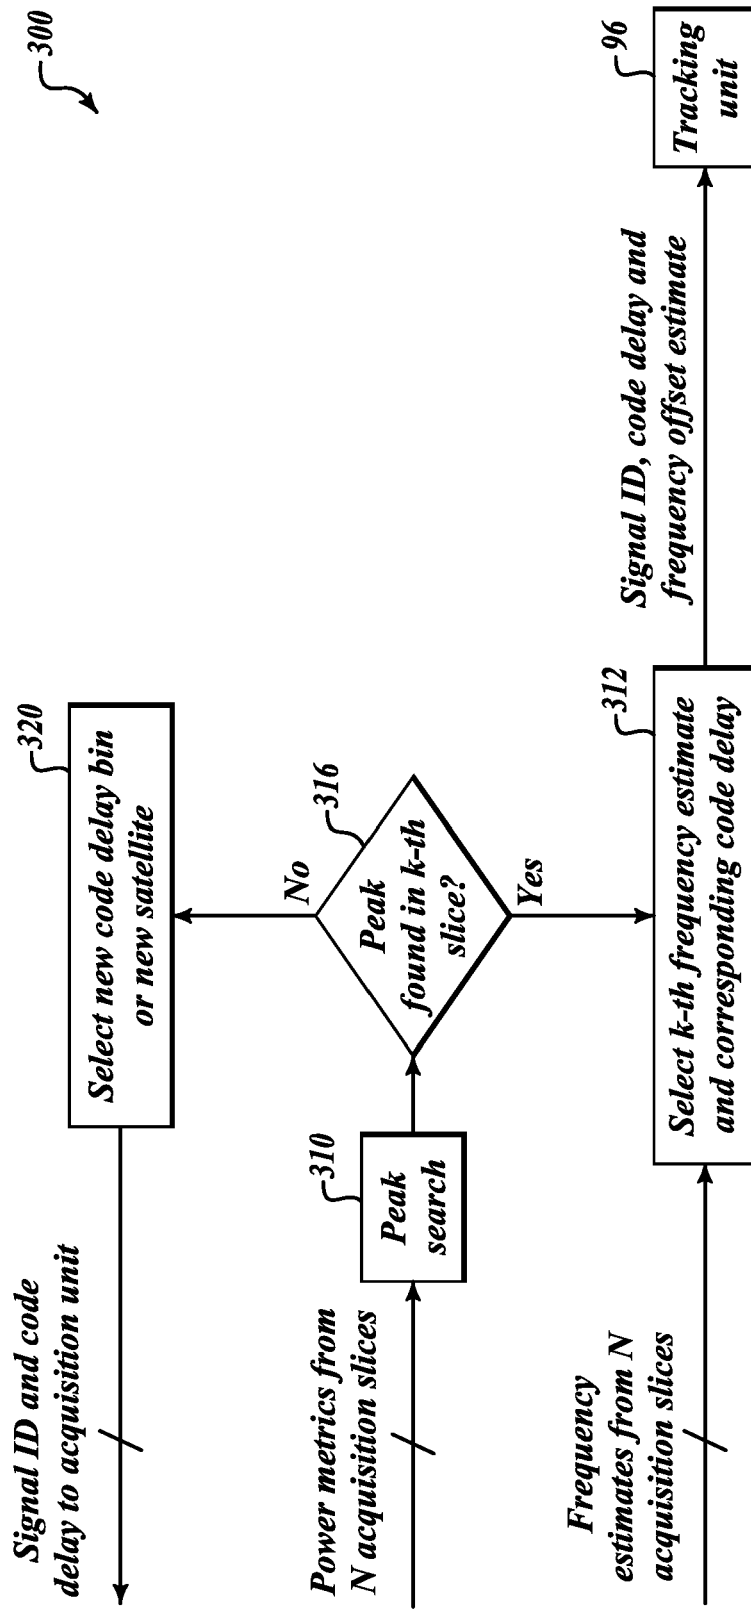 300
Signal ID and code
delay to acquisition unit
320
Select new code delay bin
or new satellite
No
Power metrics from
N acquisition slices
310
Peak
search
316
Peak
found in k-th
slice?
Yes
Frequency
estimates from N
acquisition slices
312
Select k-th frequency estimate
and corresponding code delay
Signal ID, code delay and
frequency offset estimate
96
Tracking
unit